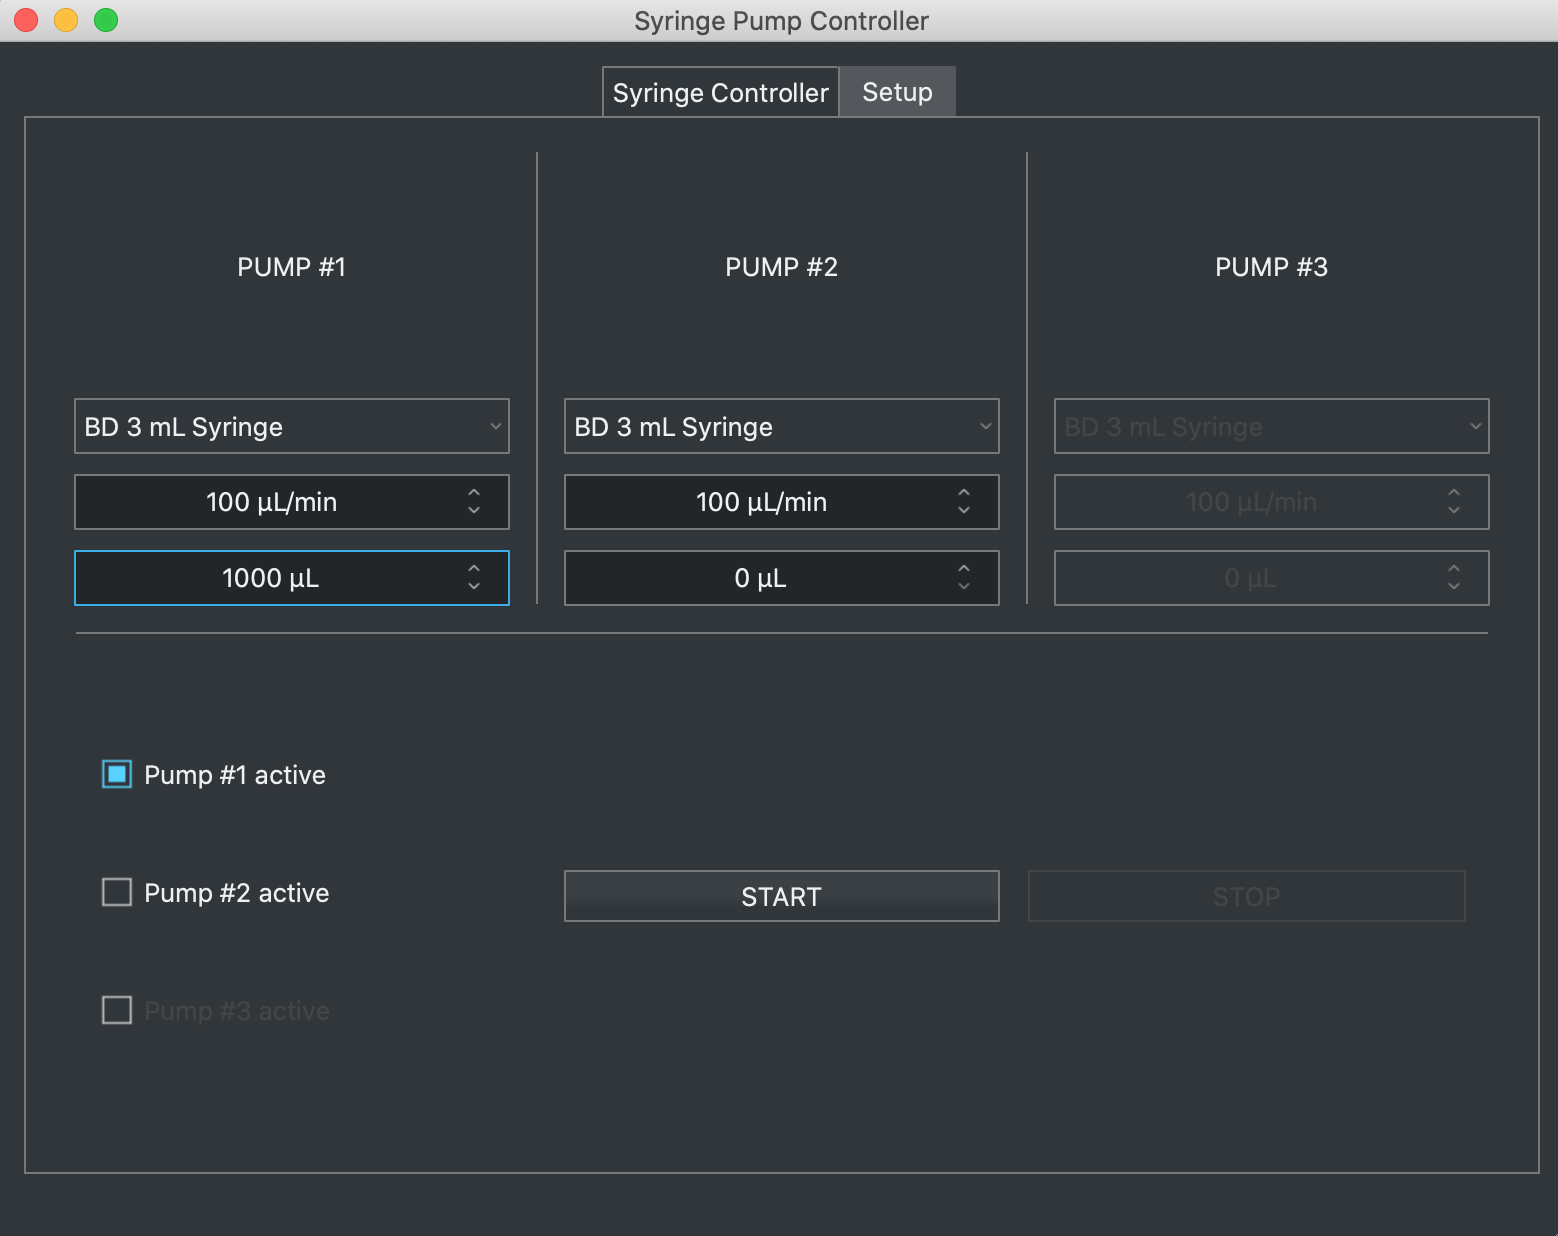 Syringe Pump Controller
Syringe Controller Setup
PUMP #1 PUMP #2 PUMP #3
BD 3 mL Syringe BD 3 mL Syringe BD 3 mL Syringe
100 µL/min 100 µL/min 100 µL/min
1000 µL 0 µL 0 µL
Pump #1 active
Pump #2 active START STOP
Pump #3 active